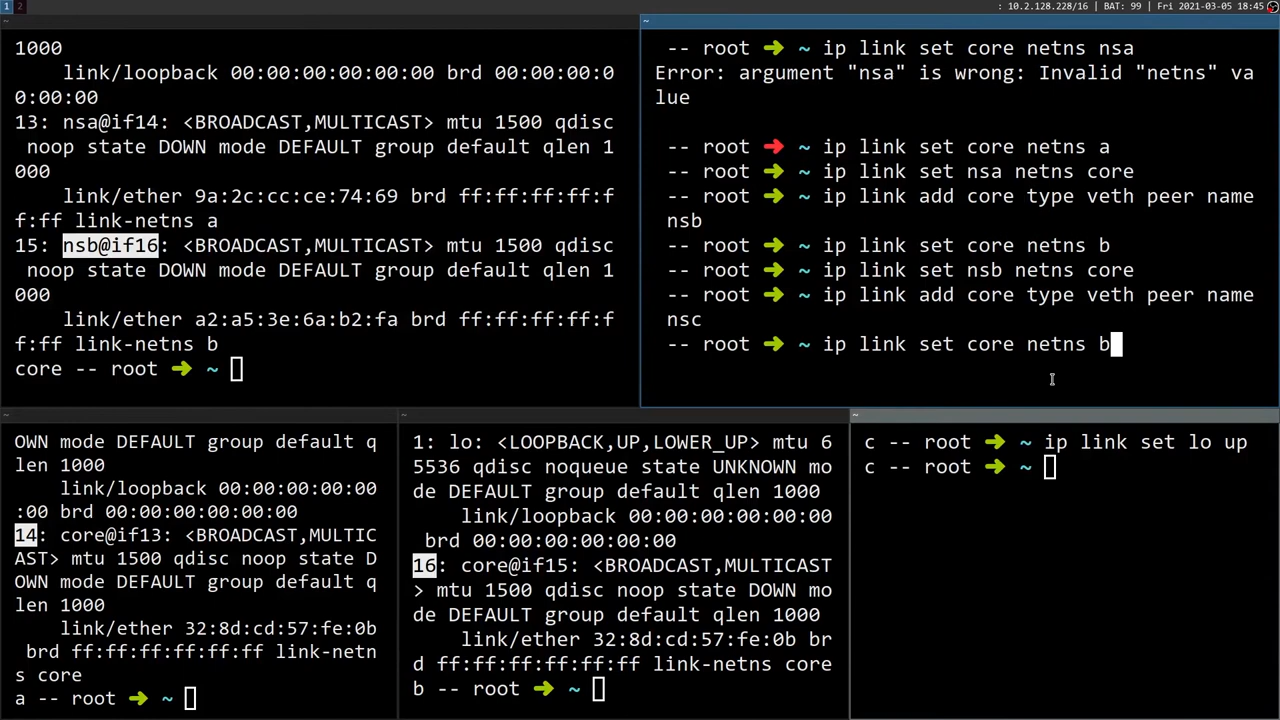 1 2 : 10.2.128.228/16 | BAT: 99 | Fri 2021-03-05 18:45
~
1000
link/loopback 00:00:00:00:00:00 brd 00:00:00:0
0:00:00
13: nsa@if14: <BROADCAST,MULTICAST> mtu 1500 qdisc
noop state DOWN mode DEFAULT group default qlen 1
000
link/ether 9a:2c:cc:ce:74:69 brd ff:ff:ff:ff:f
f:ff link-netns a
15: nsb@if16: <BROADCAST,MULTICAST> mtu 1500 qdisc
noop state DOWN mode DEFAULT group default qlen 1
000
link/ether a2:a5:3e:6a:b2:fa brd ff:ff:ff:ff:f
f:ff link-netns b
core -- root ➜ ~
~
-- root ➜ ~ ip link set core netns nsa
Error: argument "nsa" is wrong: Invalid "netns" va
lue
-- root ➜ ~ ip link set core netns a
-- root ➜ ~ ip link set nsa netns core
-- root ➜ ~ ip link add core type veth peer name
nsb
-- root ➜ ~ ip link set core netns b
-- root ➜ ~ ip link set nsb netns core
-- root ➜ ~ ip link add core type veth peer name
nsc
-- root ➜ ~ ip link set core netns b
~
OWN mode DEFAULT group default q
len 1000
link/loopback 00:00:00:00:00
:00 brd 00:00:00:00:00:00
14: core@if13: <BROADCAST,MULTIC
AST> mtu 1500 qdisc noop state D
OWN mode DEFAULT group default q
len 1000
link/ether 32:8d:cd:57:fe:0b
brd ff:ff:ff:ff:ff:ff link-netn
s core
a -- root ➜ ~
~
1: lo: <LOOPBACK,UP,LOWER_UP> mtu 6
5536 qdisc noqueue state UNKNOWN mo
de DEFAULT group default qlen 1000
link/loopback 00:00:00:00:00:00
brd 00:00:00:00:00:00
16: core@if15: <BROADCAST,MULTICAST
> mtu 1500 qdisc noop state DOWN mo
de DEFAULT group default qlen 1000
link/ether 32:8d:cd:57:fe:0b br
d ff:ff:ff:ff:ff:ff link-netns core
b -- root ➜ ~
~
c -- root ➜ ~ ip link set lo up
c -- root ➜ ~